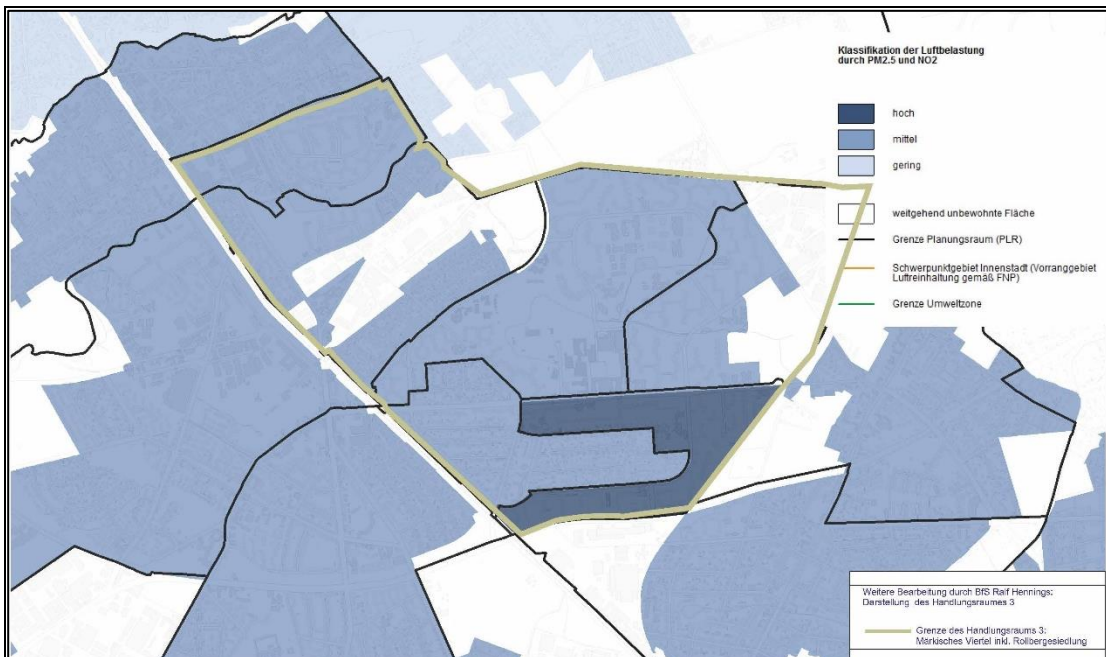 Klassifikation der Luftbelastung
durch PM2.5 und NO2
hoch
mittel
gering
weitgehend unbewohnte Fläche
Grenze Planungsraum (PLR)
Schwerpunktgebiet Innenstadt (Vorranggebiet
Luftreinhaltung gemäß FNP)
Grenze Umweltzone
Weitere Bearbeitung durch BfS Ralf Hennings:
Darstellung des Handlungsraumes 3
Grenze des Handlungsraums 3:
Märkisches Viertel inkl. Rollbergesiedlung